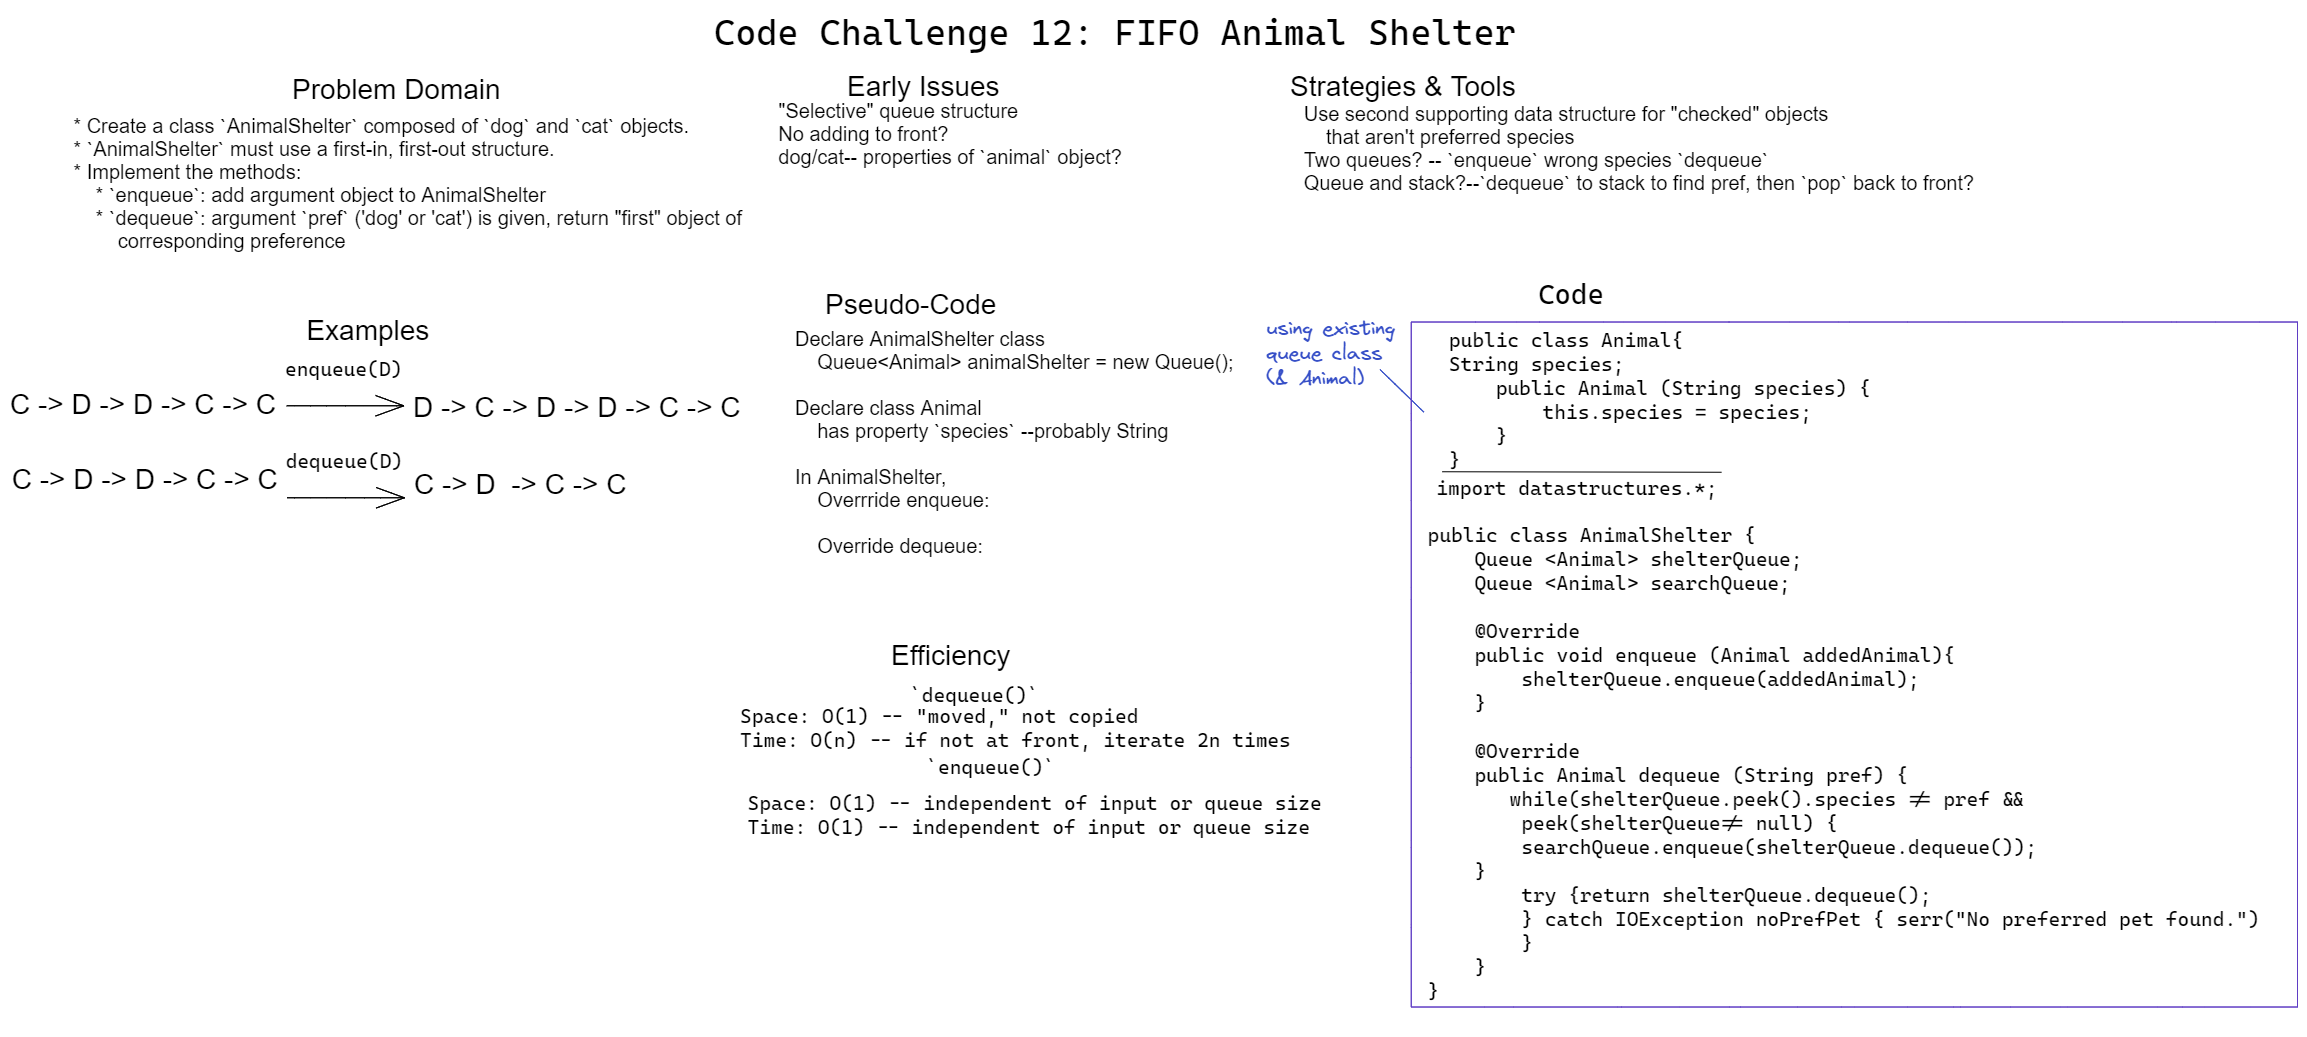 Code Challenge 12: FIFO Animal Shelter
Problem Domain
* Create a class `AnimalShelter` composed of `dog` and `cat` objects.
* `AnimalShelter` must use a first-in, first-out structure.
* Implement the methods:
* `enqueue`: add argument object to AnimalShelter
* `dequeue`: argument `pref` ('dog' or 'cat') is given, return "first" object of
corresponding preference
Early Issues
"Selective" queue structure
No adding to front?
dog/cat-- properties of `animal` object?
Strategies & Tools
Use second supporting data structure for "checked" objects
that aren't preferred species
Two queues? -- `enqueue` wrong species `dequeue`
Queue and stack?--`dequeue` to stack to find pref, then `pop` back to front?
Examples
enqueue(D)
C -> D -> D -> C -> C
D -> C -> D -> D -> C -> C
dequeue(D)
C -> D -> D -> C -> C
C -> D -> C -> C
Pseudo-Code
Declare AnimalShelter class
Queue<Animal> animalShelter = new Queue();
Declare class Animal
has property `species` --probably String
In AnimalShelter,
Overrride enqueue:
Override dequeue:
Efficiency
`dequeue()`
Space: O(1) -- "moved," not copied
Time: O(n) -- if not at front, iterate 2n times
`enqueue()`
Space: O(1) -- independent of input or queue size
Time: O(1) -- independent of input or queue size
Code
using existing
queue class
(& Animal)
public class Animal{
String species;
public Animal (String species) {
this.species = species;
}
}
import datastructures.*;
public class AnimalShelter {
Queue <Animal> shelterQueue;
Queue <Animal> searchQueue;
@Override
public void enqueue (Animal addedAnimal){
shelterQueue.enqueue(addedAnimal);
}
@Override
public Animal dequeue (String pref) {
while(shelterQueue.peek().species != pref &&
peek(shelterQueue!= null) {
searchQueue.enqueue(shelterQueue.dequeue());
}
try {return shelterQueue.dequeue();
} catch IOException noPrefPet { serr("No preferred pet found.")
}
}
}